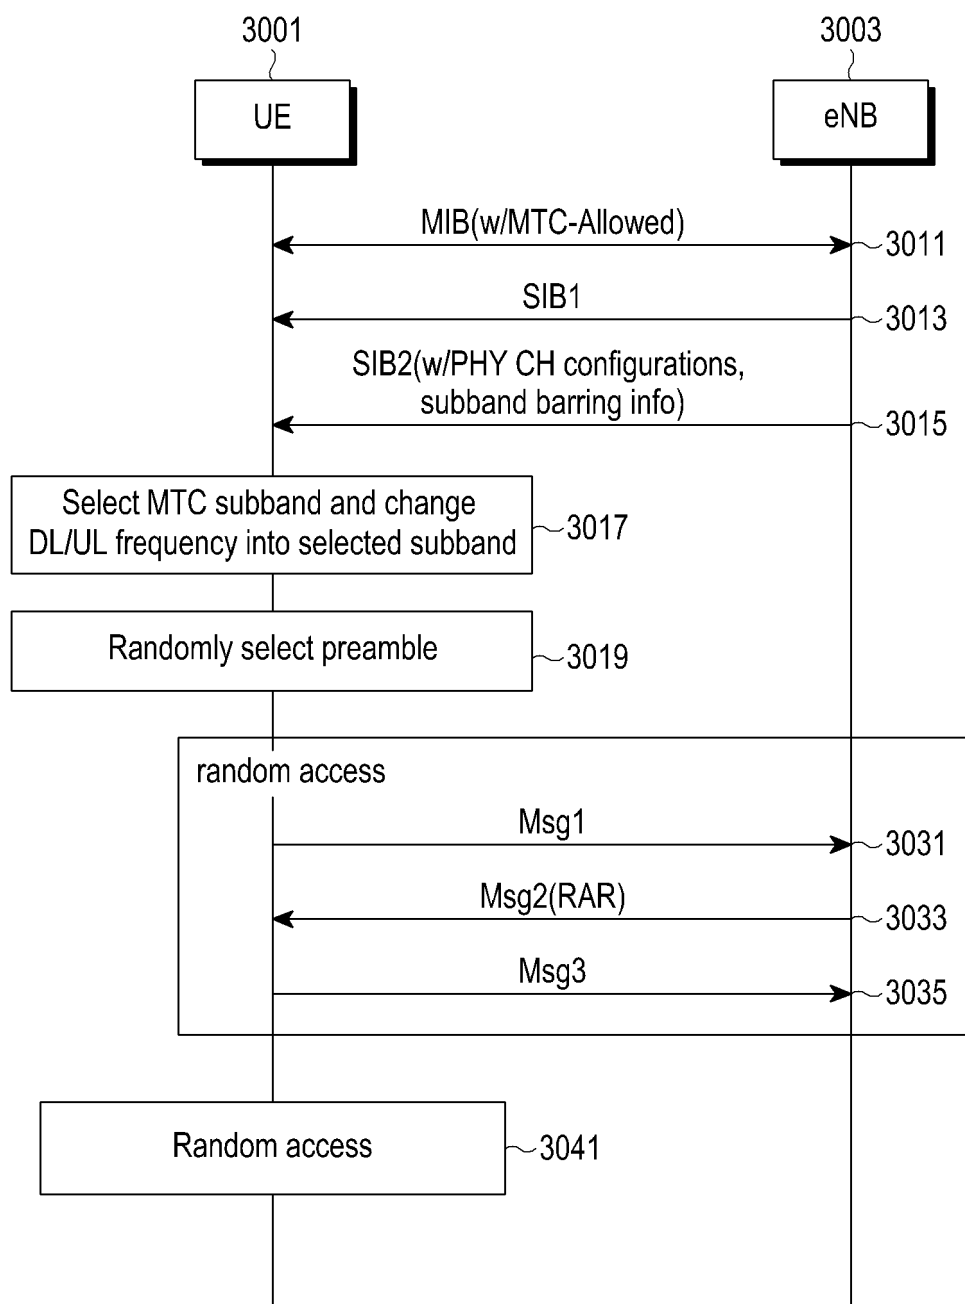 3001
3003
UE
eNB
MIB(w/MTC-Allowed)
3011
SIB1
3013
SIB2(w/PHY CH configurations,
subband barring info)
3015
Select MTC subband and change
DL/UL frequency into selected subband
3017
Randomly select preamble
3019
random access
Msg1
3031
Msg2(RAR)
3033
Msg3
3035
Random access
3041